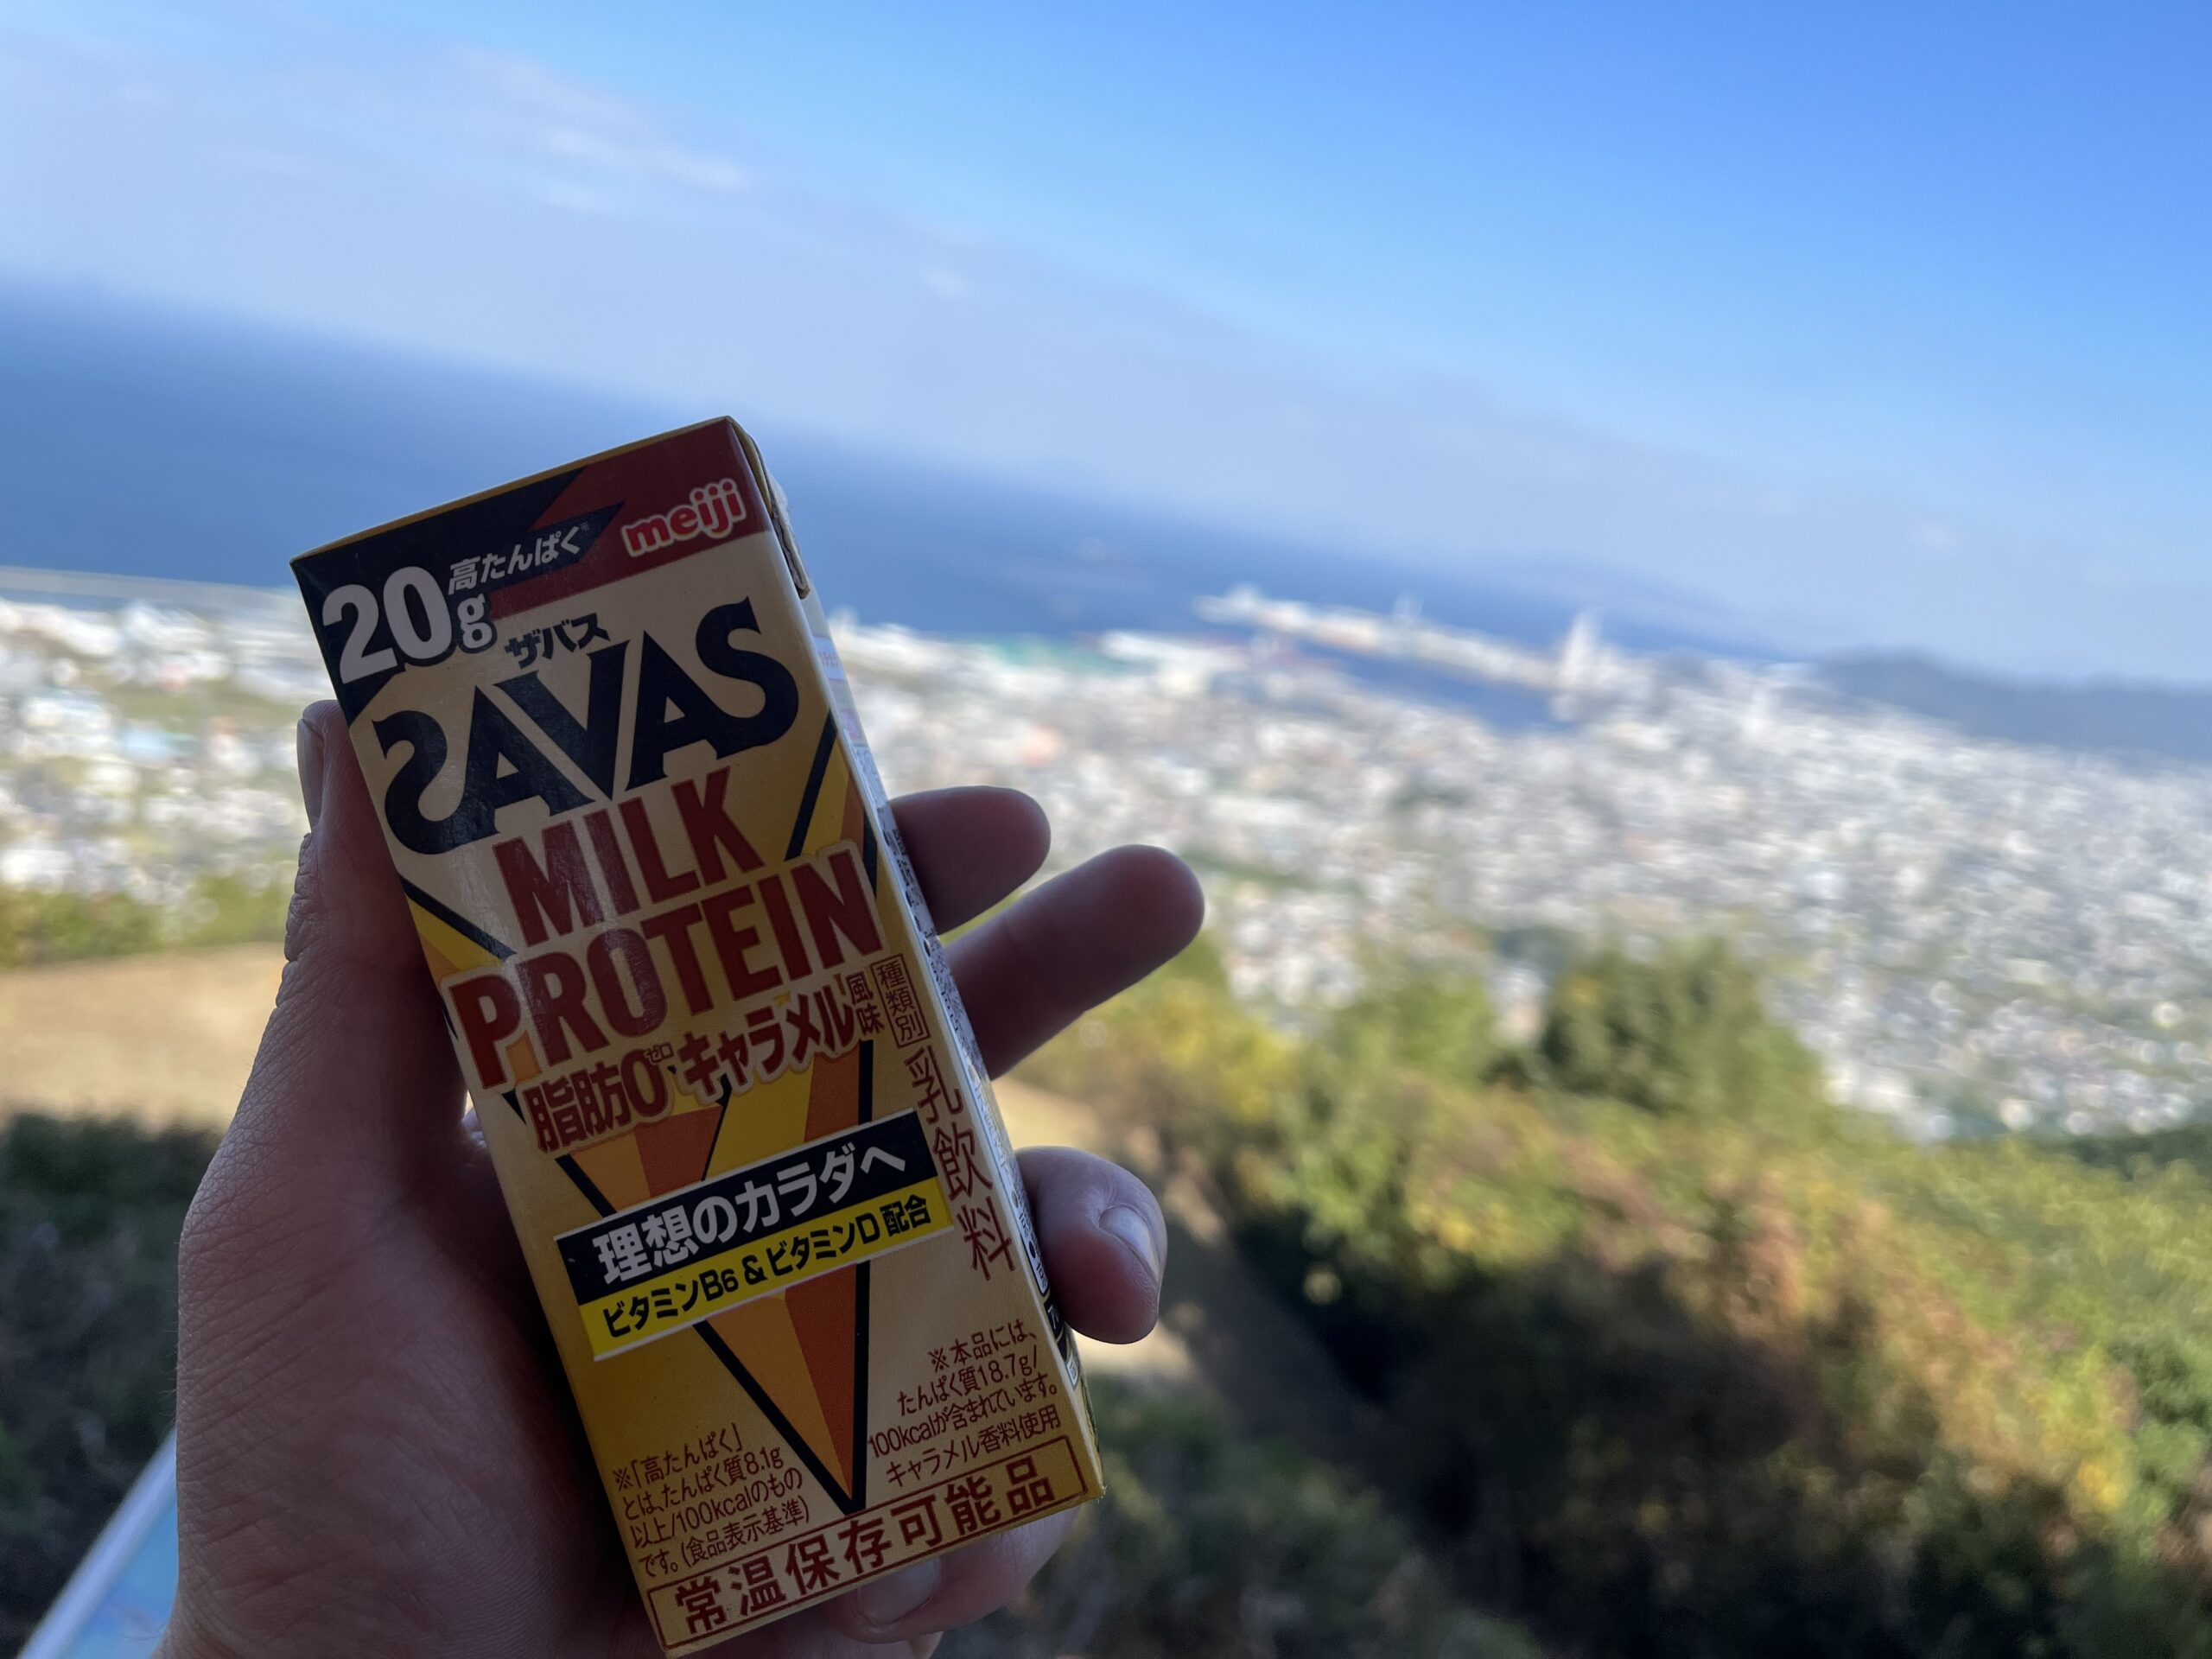 meiji
高たんぱく※
20g
ザバス
SAVAS
MILK
PROTEIN
脂肪0ゼロ キャラメル風味
種類別
乳飲料
理想のカラダへ
ビタミンB6 & ビタミンD 配合
※本品には、
たんぱく質18.7g/
100kcalが含まれています。
キャラメル香料使用
※「高たんぱく」
とは、たんぱく質8.1g
以上/100kcalのもの
です。(食品表示基準)
常温保存可能品